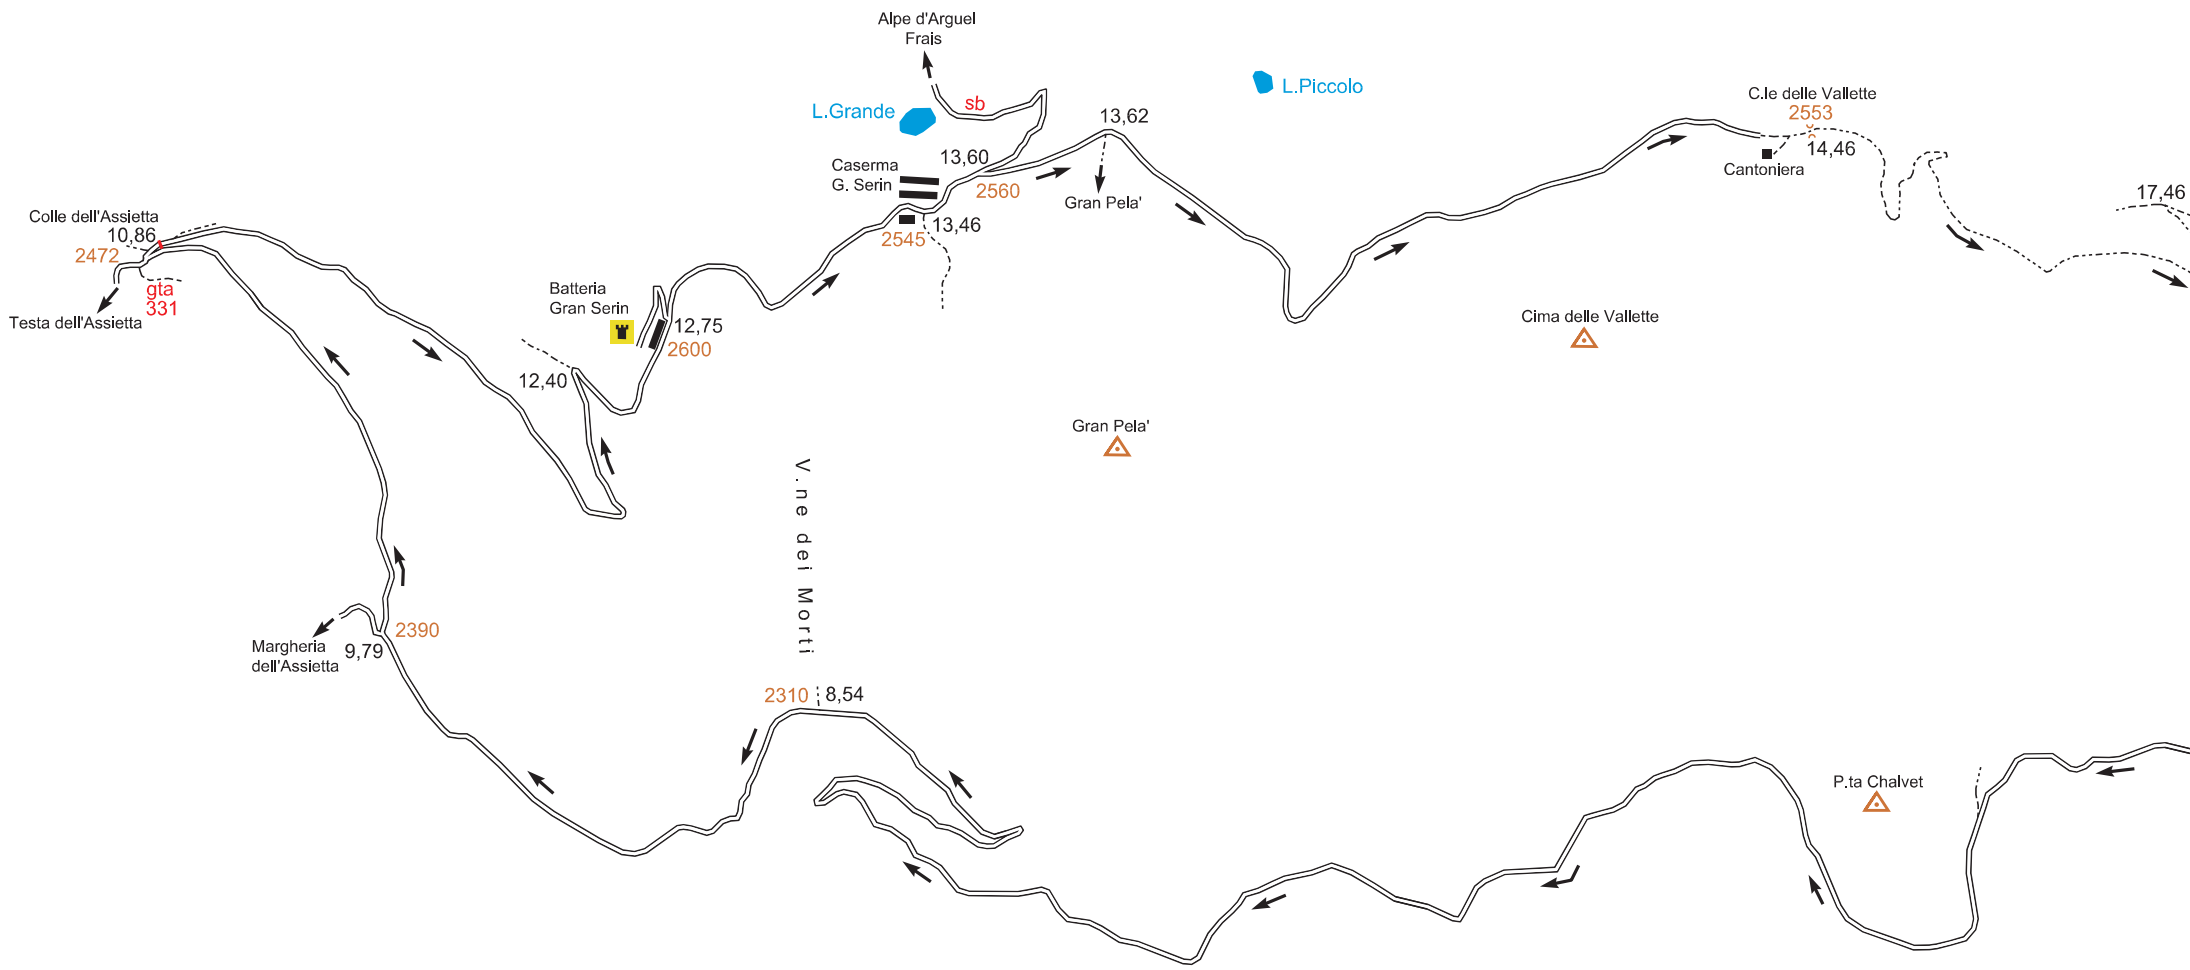 Alpe d'Arguel
Frais
L.Piccolo
C.le delle Vallette
2553
sb
L.Grande
13,62
13,60
14,46
Caserma
G. Serin
Cantoniera
2560
Gran Pela'
17,46
Colle dell'Assietta
10,86
13,46
2545
2472
gta
331
Batteria
Gran Serin
Testa dell'Assietta
12,75
2600
Cima delle Vallette
12,40
Gran Pela'
V.ne dei Morti
2390
Margheria
dell'Assietta
9,79
2310
8,54
P.ta Chalvet